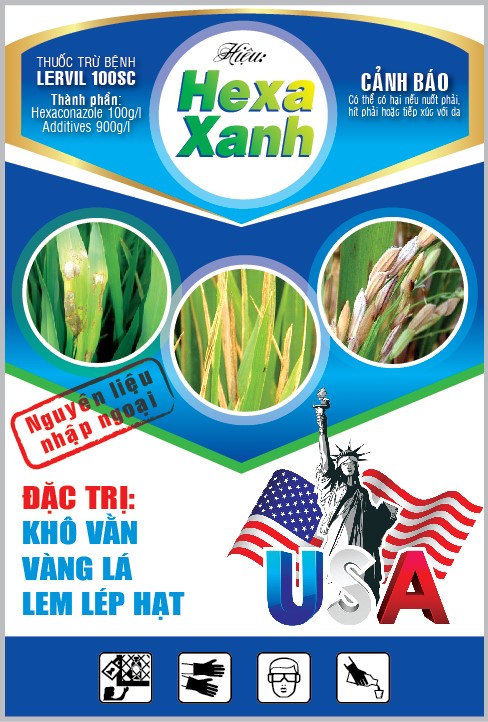 THUỐC TRỪ BỆNH
LERVIL 100SC
Thành phần:
Hexaconazole 100g/l
Additives 900g/l
Hiệu:
Hexa
Xanh
CẢNH BÁO
Có thể có hại nếu nuốt phải,
hít phải hoặc tiếp xúc với da
Nguyên liệu
nhập ngoại
ĐẶC TRỊ:
KHÔ VẰN
VÀNG LÁ
LEM LÉP HẠT
USA